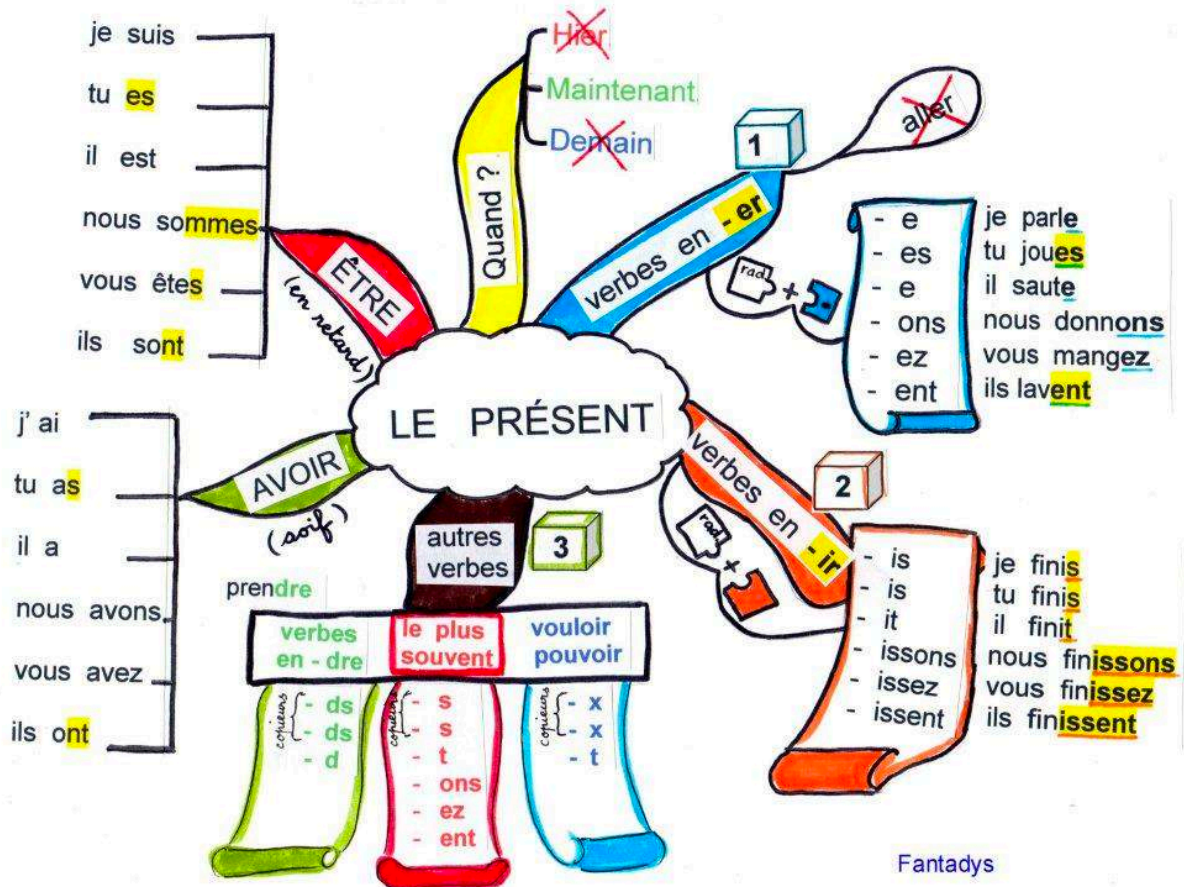 LE PRÉSENT
Quand ?
Hier
Maintenant
Demain
1
verbes en - er
aller
rad + 
- e
- es
- e
- ons
- ez
- ent
je parle
tu joues
il saute
nous donnons
vous mangez
ils lavent
2
verbes en - ir
rad +
- is
- is
- it
- issons
- issez
- issent
je finis
tu finis
il finit
nous finissons
vous finissez
ils finissent
3
autres
verbes
prendre
verbes
en - dre
copieurs
- ds
- ds
- d
le plus
souvent
copieurs
- s
- s
- t
- ons
- ez
- ent
vouloir
pouvoir
copieurs
- x
- x
- t
AVOIR
(soif)
j' ai
tu as
il a
nous avons
vous avez
ils ont
ÊTRE
(en retard)
je suis
tu es
il est
nous sommes
vous êtes
ils sont
Fantadys